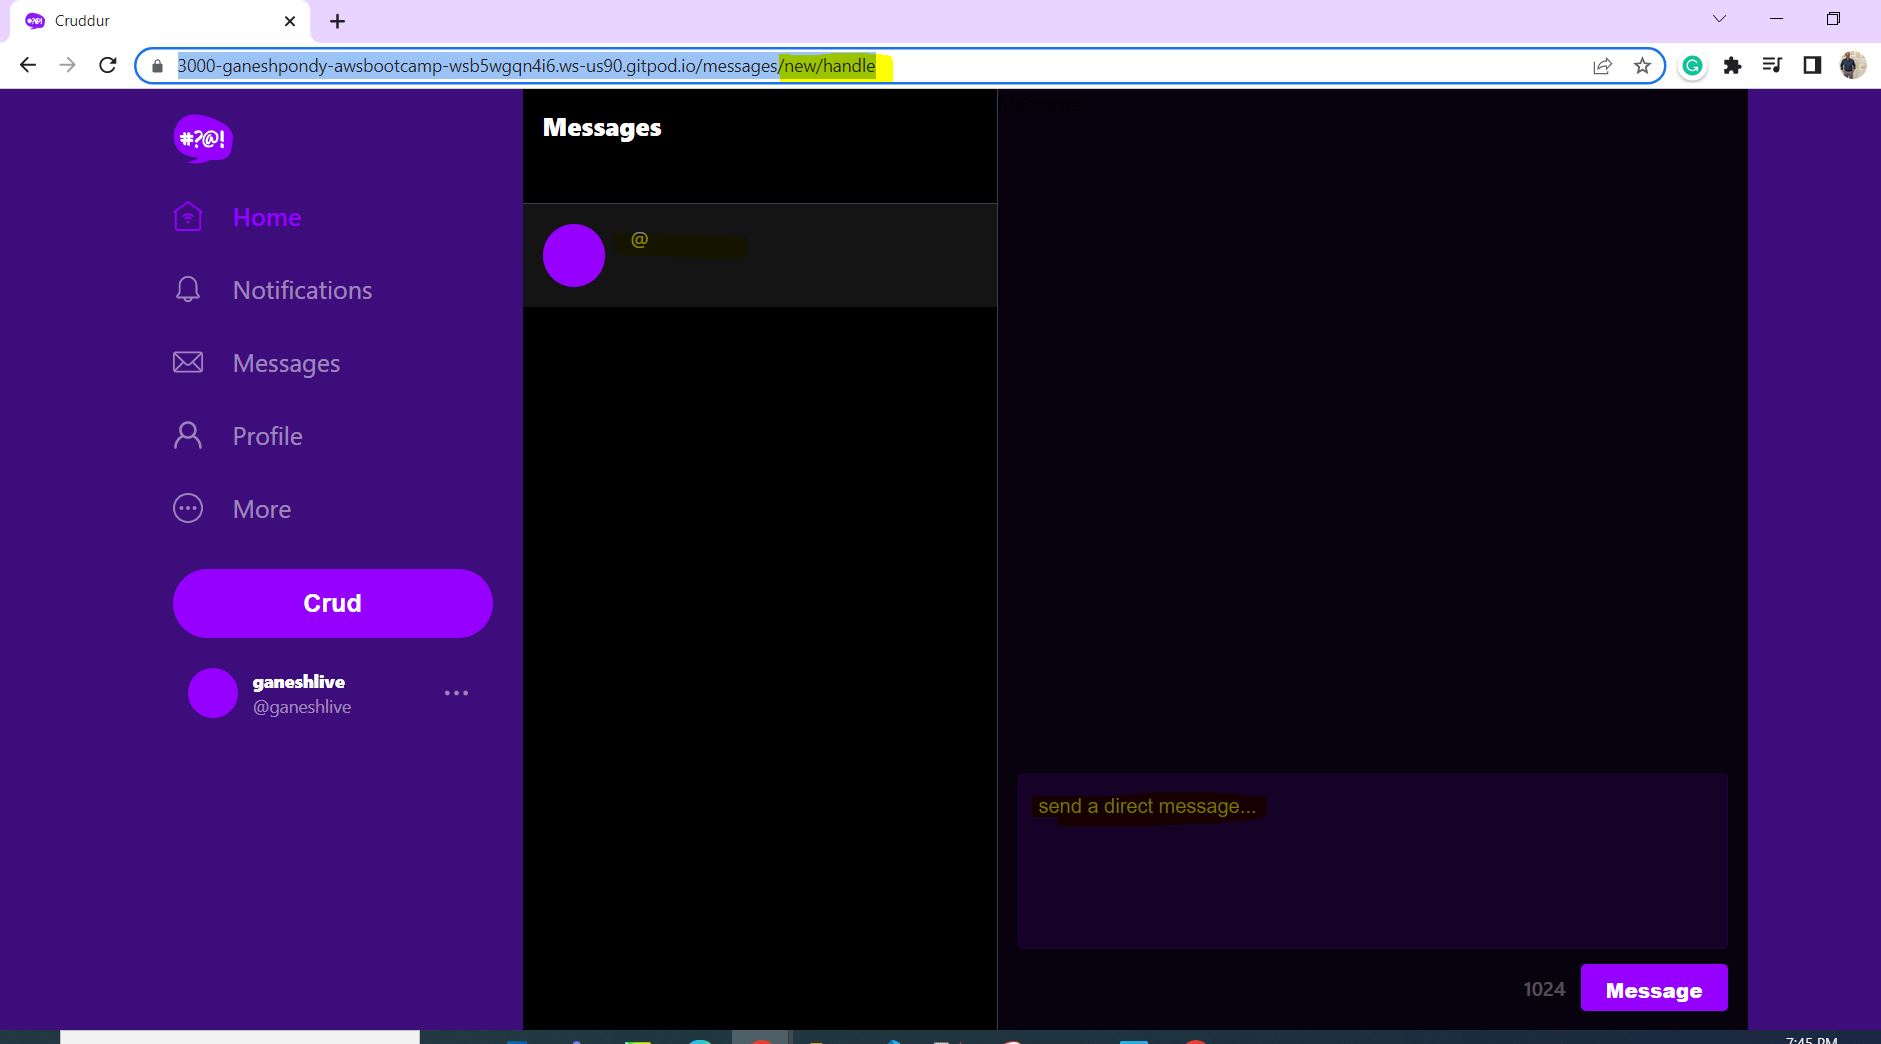 Cruddur
3000-ganeshpondy-awsbootcamp-wsb5wgqn4i6.ws-us90.gitpod.io/messages/new/handle
#?@!
Home
Notifications
Messages
Profile
More
Crud
ganeshlive
@ganeshlive
Messages
@
Messages
send a direct message...
1024
Message
7:45 PM